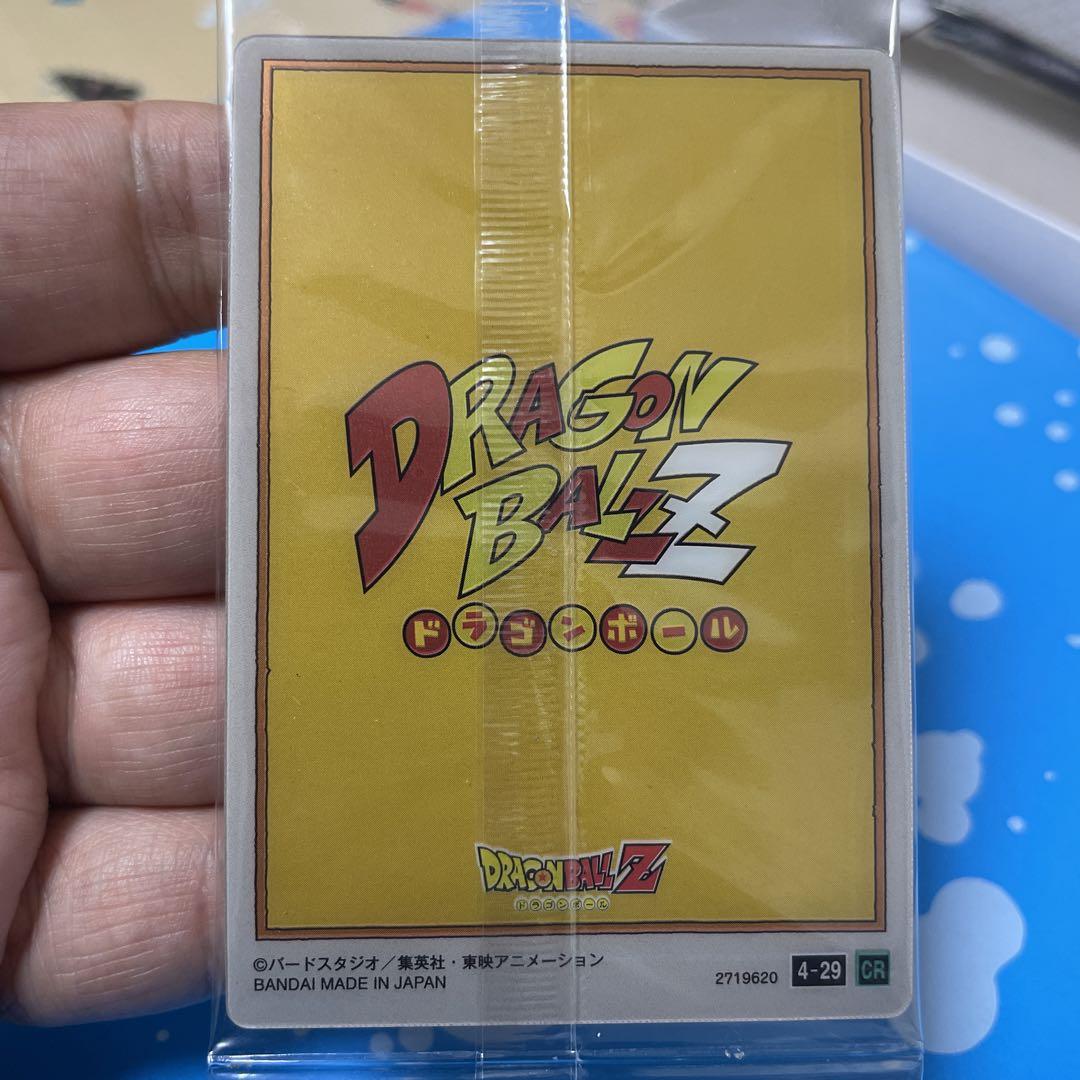 DRAGON
BALL Z
ドラゴンボール
DRAGONBALL Z
ドラゴンボール
©バードスタジオ／集英社・東映アニメーション
BANDAI MADE IN JAPAN
2719620 4-29 CR